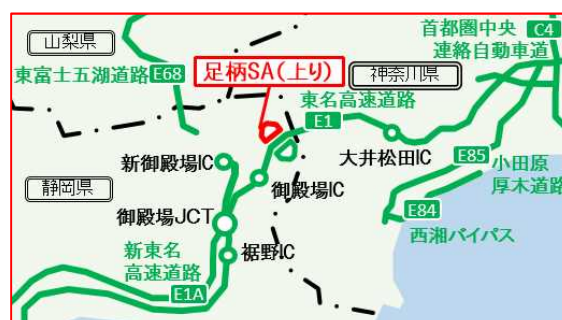 首都圏中央
連絡自動車道
C4
山梨県
東富士五湖道路
E68
足柄SA(上り)
神奈川県
東名高速道路
E1
新御殿場IC
大井松田IC
E85
小田原
厚木道路
静岡県
御殿場IC
E84
御殿場JCT
西湘バイパス
新東名
高速道路
裾野IC
E1A